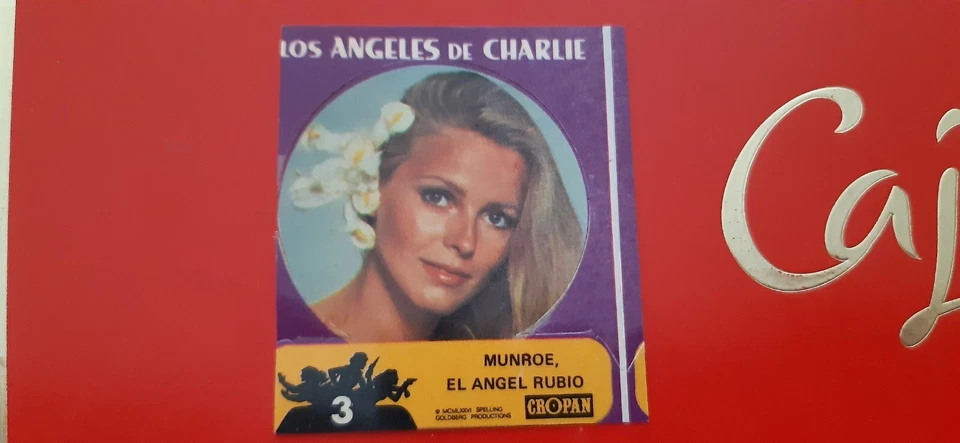 LOS ANGELES DE CHARLIE
MUNROE,
EL ANGEL RUBIO
3
© MCMLXXVI SPELLING
GOLDBERG PRODUCTIONS
CROPAN
Caj